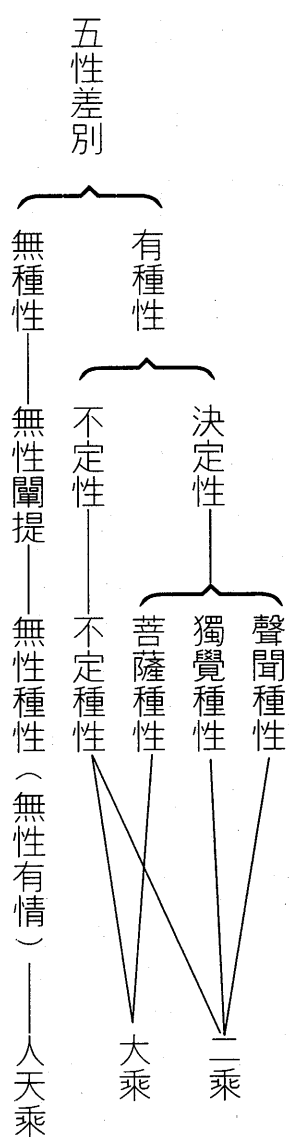 五性差別
有種性
無種性
決定性
不定性
無性闡提
聲聞種性
獨覺種性
菩薩種性
不定種性
無性種性(無性有情)
二乘
大乘
人天乘